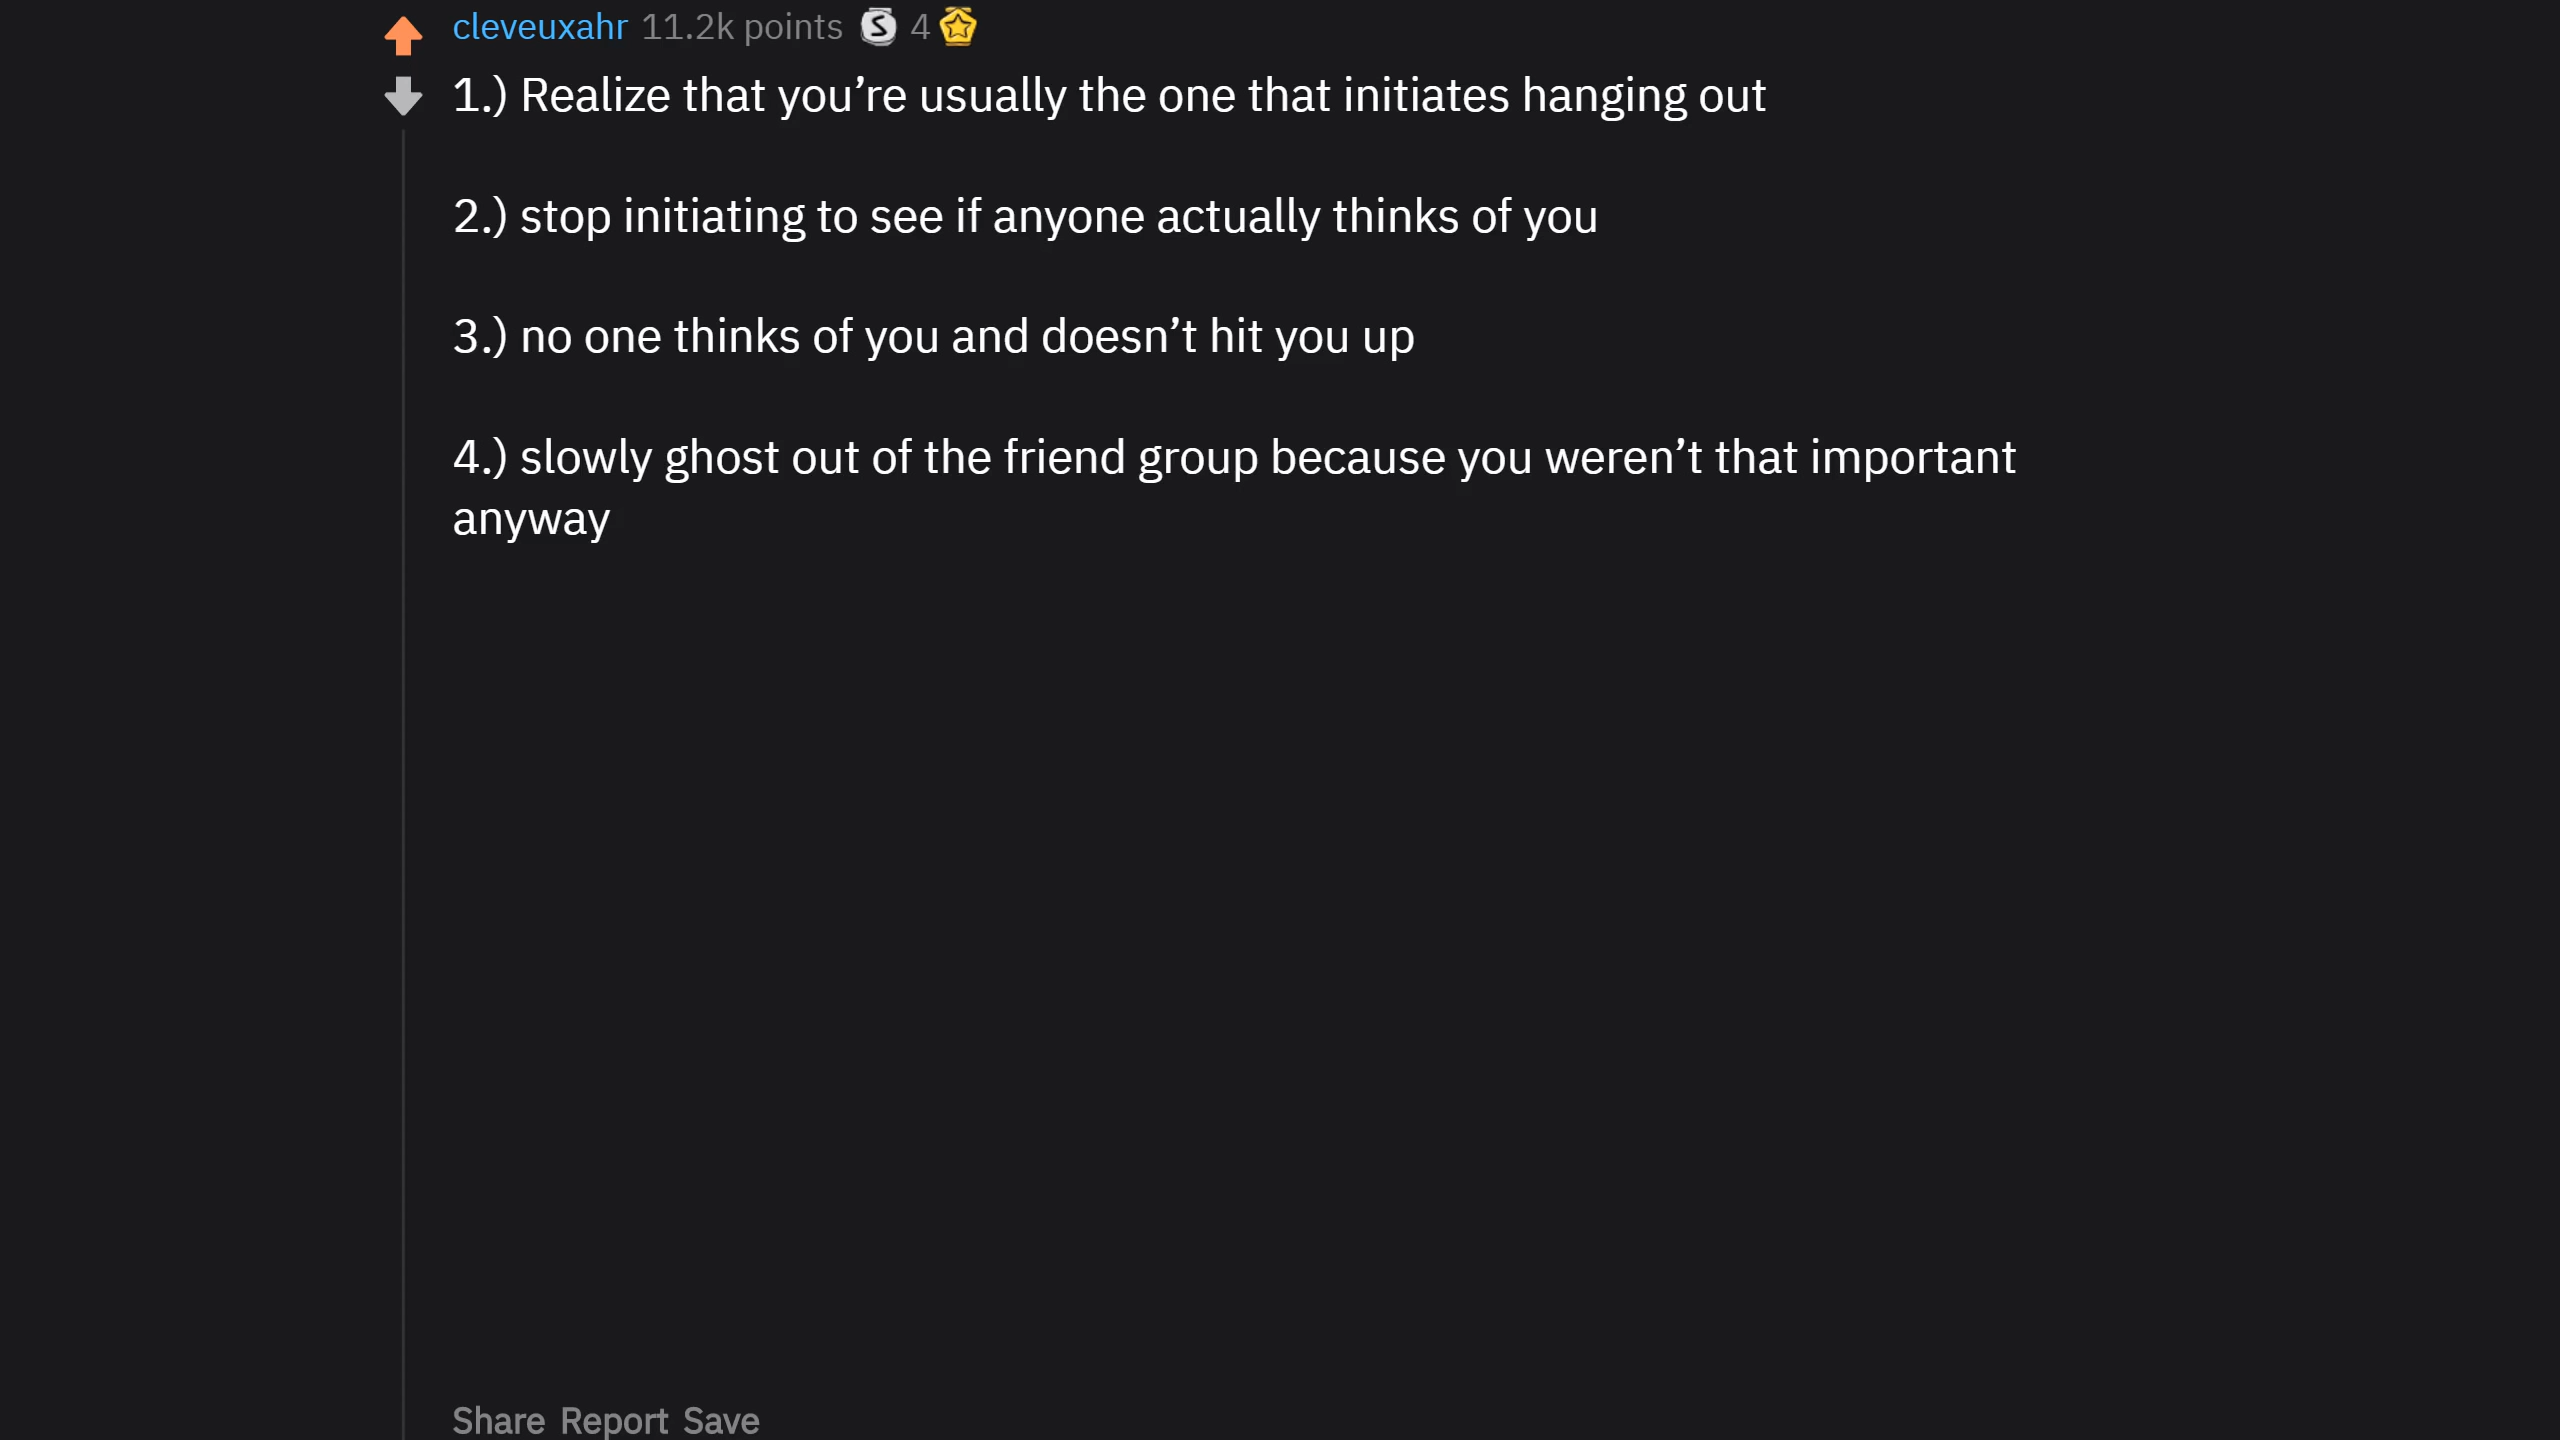 cleveuxahr 11.2k points S 4
1.) Realize that you’re usually the one that initiates hanging out
2.) stop initiating to see if anyone actually thinks of you
3.) no one thinks of you and doesn’t hit you up
4.) slowly ghost out of the friend group because you weren’t that important
anyway
Share Report Save